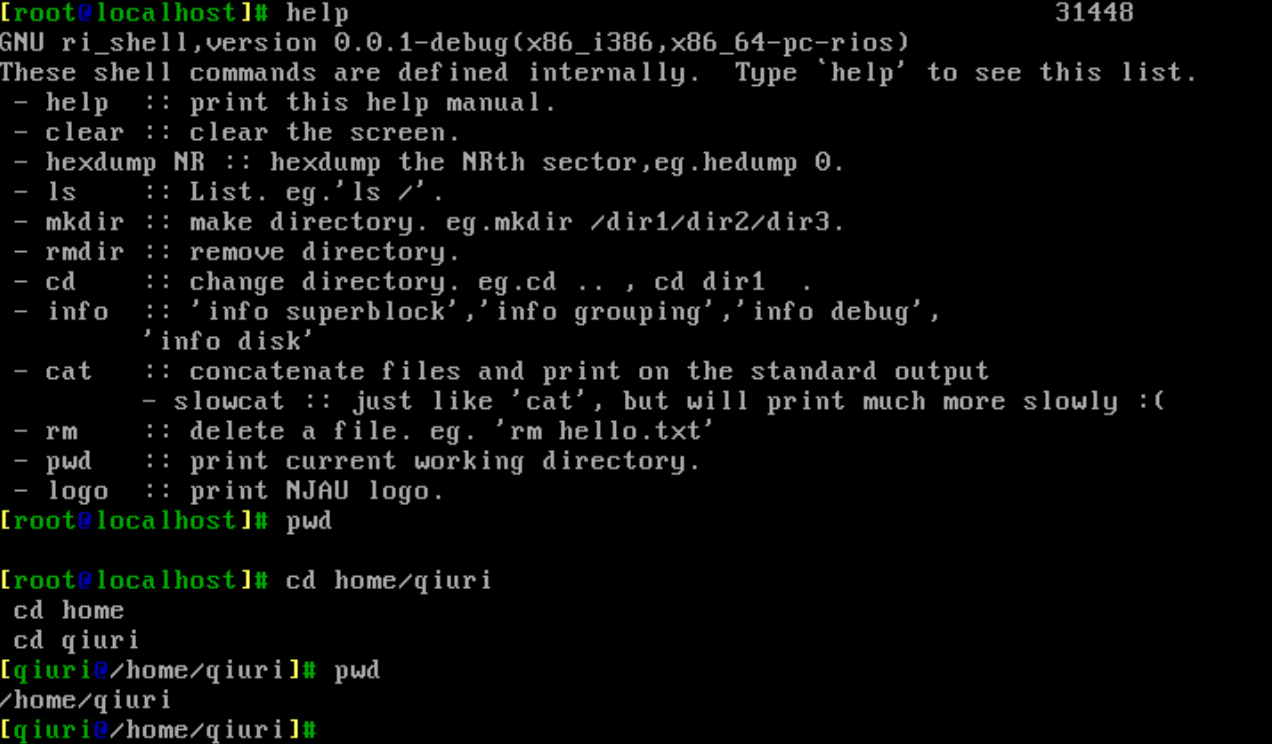 [root@localhost]# help 31448
GNU ri_shell,version 0.0.1-debug(x86_i386,x86_64-pc-rios)
These shell commands are defined internally.  Type `help' to see this list.
 - help  :: print this help manual.
 - clear :: clear the screen.
 - hexdump NR :: hexdump the NRth sector,eg.hedump 0.
 - ls    :: List. eg.'ls /'.
 - mkdir :: make directory. eg.mkdir /dir1/dir2/dir3.
 - rmdir :: remove directory.
 - cd    :: change directory. eg.cd .. , cd dir1  .
 - info  :: 'info superblock','info grouping','info debug',
         'info disk'
 - cat   :: concatenate files and print on the standard output
         - slowcat :: just like 'cat', but will print much more slowly :(
 - rm    :: delete a file. eg. 'rm hello.txt'
 - pwd   :: print current working directory.
 - logo  :: print NJAU logo.
[root@localhost]# pwd
[root@localhost]# cd home/qiuri
 cd home
 cd qiuri
[qiuri@/home/qiuri]# pwd
/home/qiuri
[qiuri@/home/qiuri]#